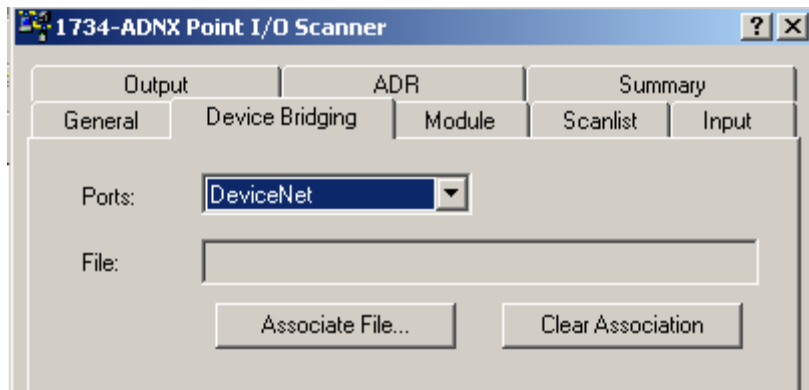 1734-ADNX Point I/O Scanner
Output ADR Summary
General Device Bridging Module Scanlist Input
Ports: DeviceNet
File:
Associate File... Clear Association